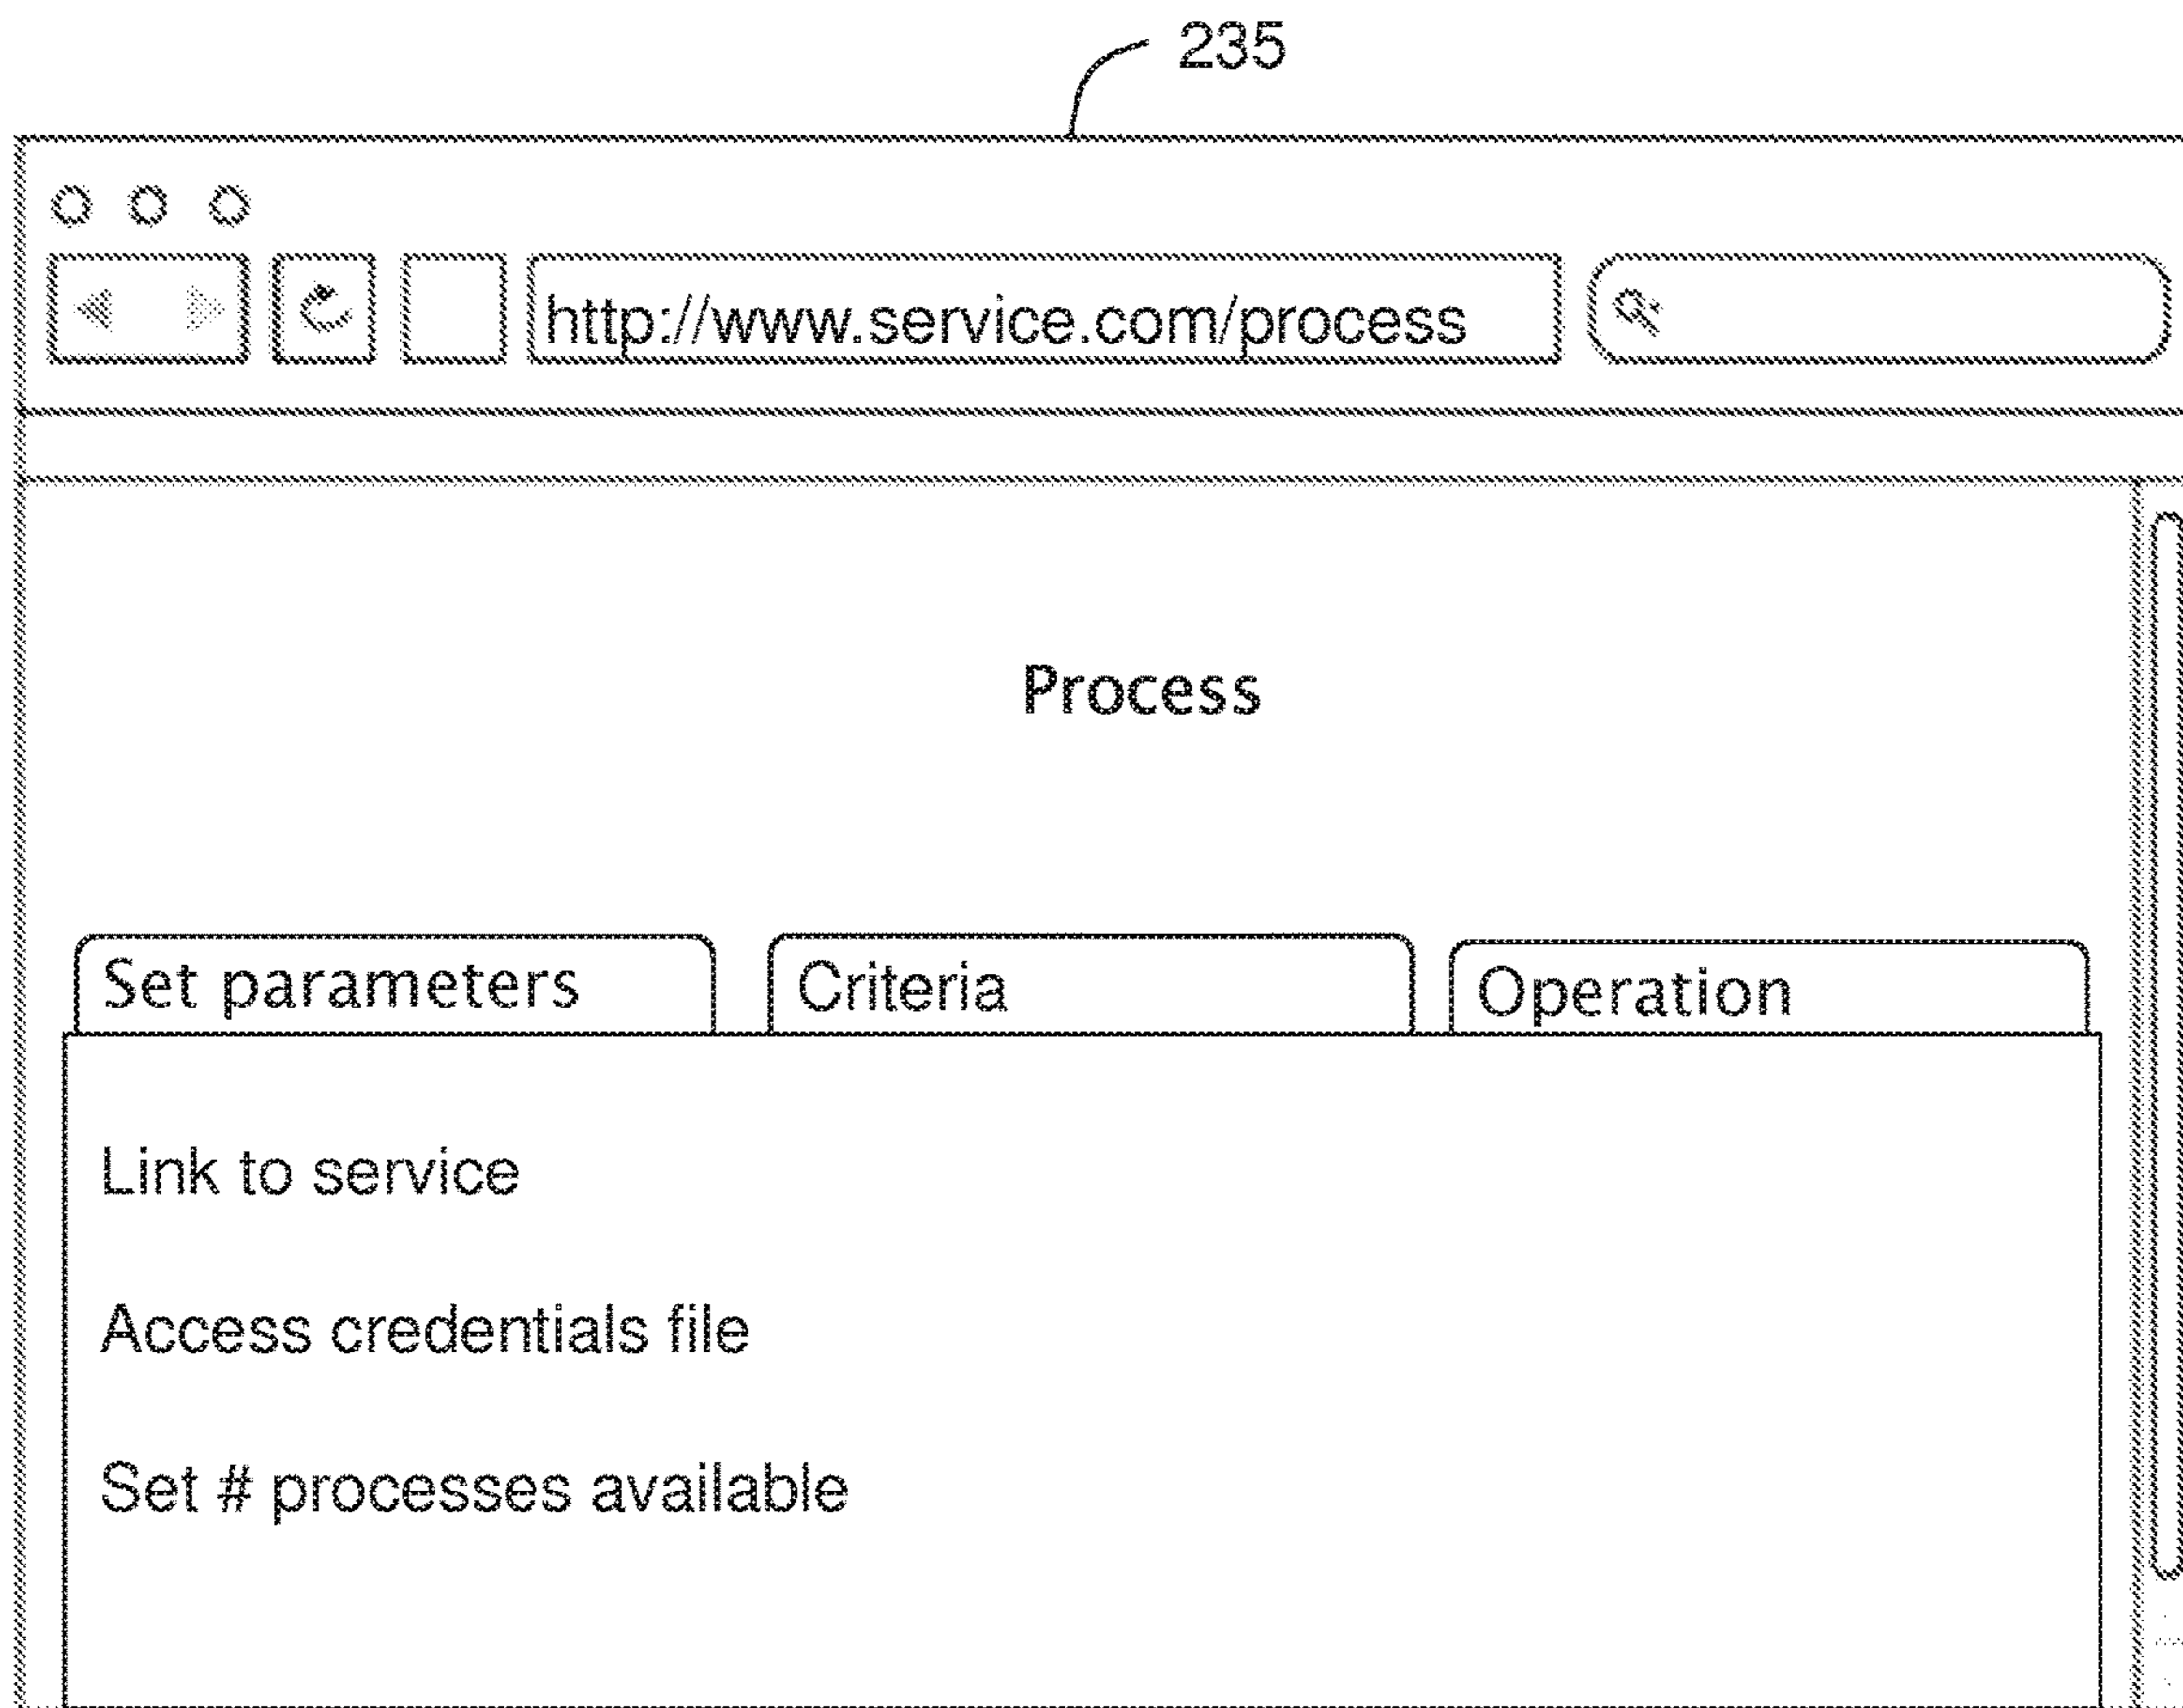 235
http://www.service.com/process
Process
Set parameters Criteria Operation
Link to service
Access credentials file
Set # processes available